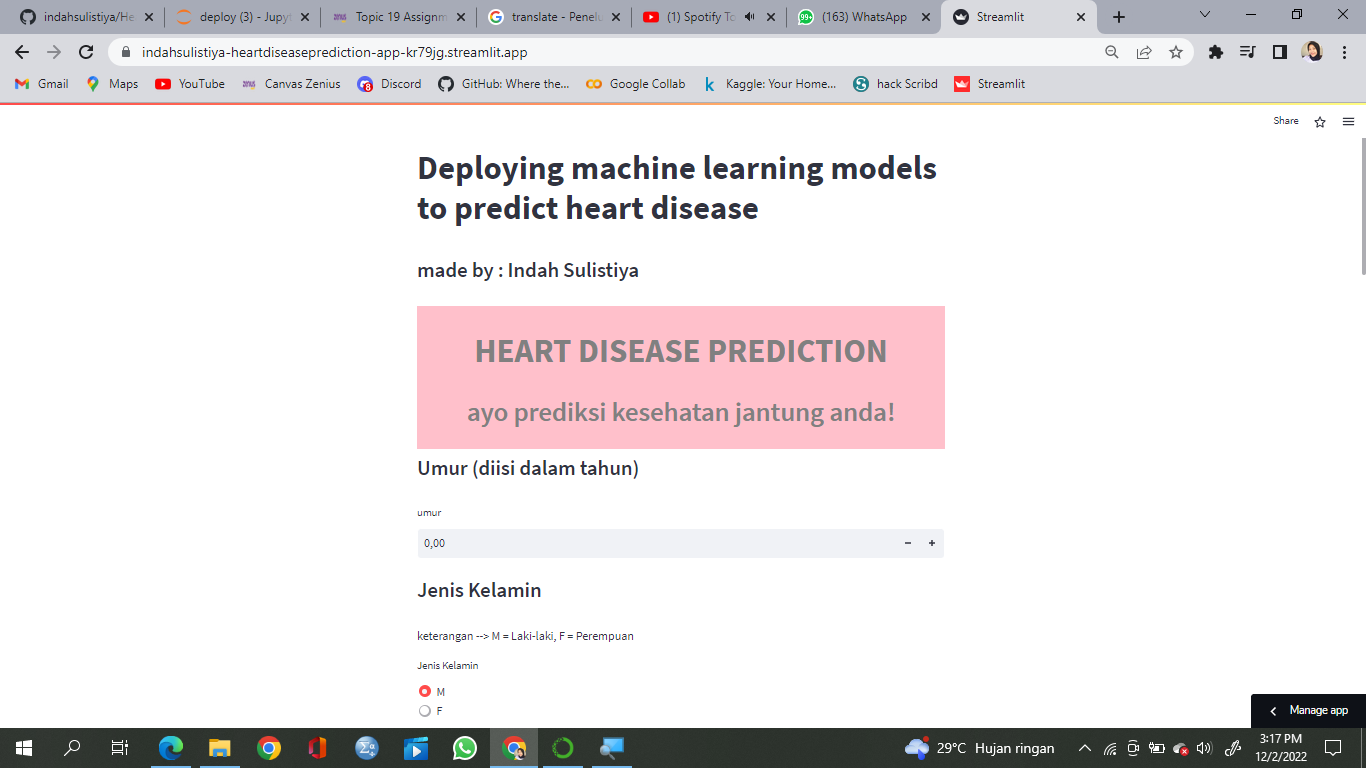 indahsulistiya/He
deploy (3) - Jupyt
Topic 19 Assignm
translate - Penelu
(1) Spotify To
(163) WhatsApp
Streamlit
indahsulistiya-heartdiseaseprediction-app-kr79jg.streamlit.app
Gmail
Maps
YouTube
Canvas Zenius
Discord
GitHub: Where the...
Google Collab
Kaggle: Your Home...
hack Scribd
Streamlit
Share
Deploying machine learning models
to predict heart disease
made by : Indah Sulistiya
HEART DISEASE PREDICTION
ayo prediksi kesehatan jantung anda!
Umur (diisi dalam tahun)
umur
0,00
Jenis Kelamin
keterangan --> M = Laki-laki, F = Perempuan
Jenis Kelamin
M
F
Manage app
29°C Hujan ringan
3:17 PM
12/2/2022